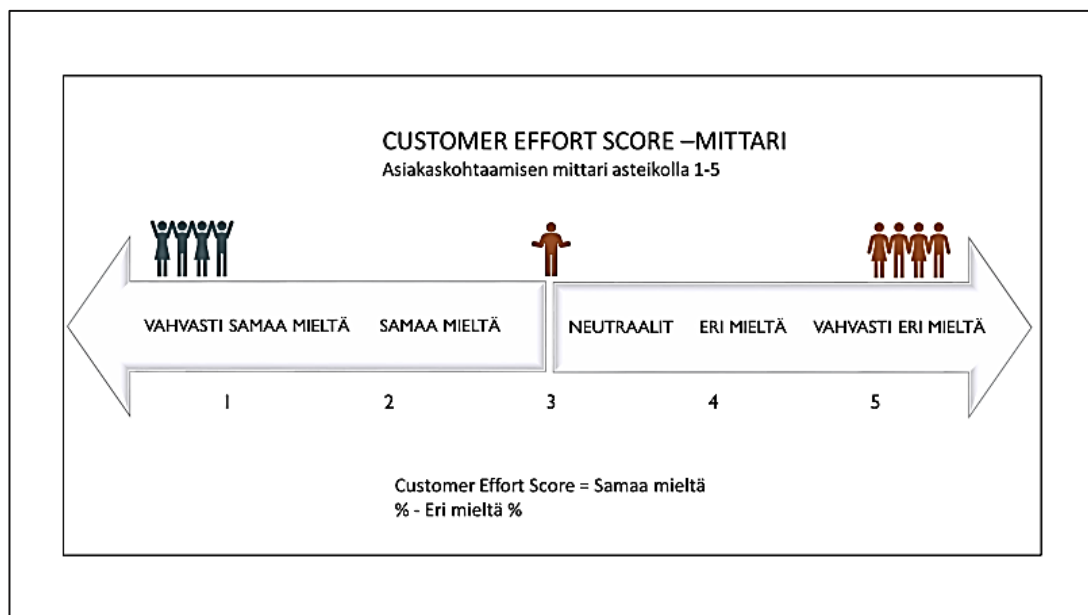 CUSTOMER EFFORT SCORE –MITTARI
Asiakaskohtaamisen mittari asteikolla 1-5
VAHVASTI SAMAA MIELTÄ SAMAA MIELTÄ NEUTRAALIT ERI MIELTÄ VAHVASTI ERI MIELTÄ
1 2 3 4 5
Customer Effort Score = Samaa mieltä
% - Eri mieltä %